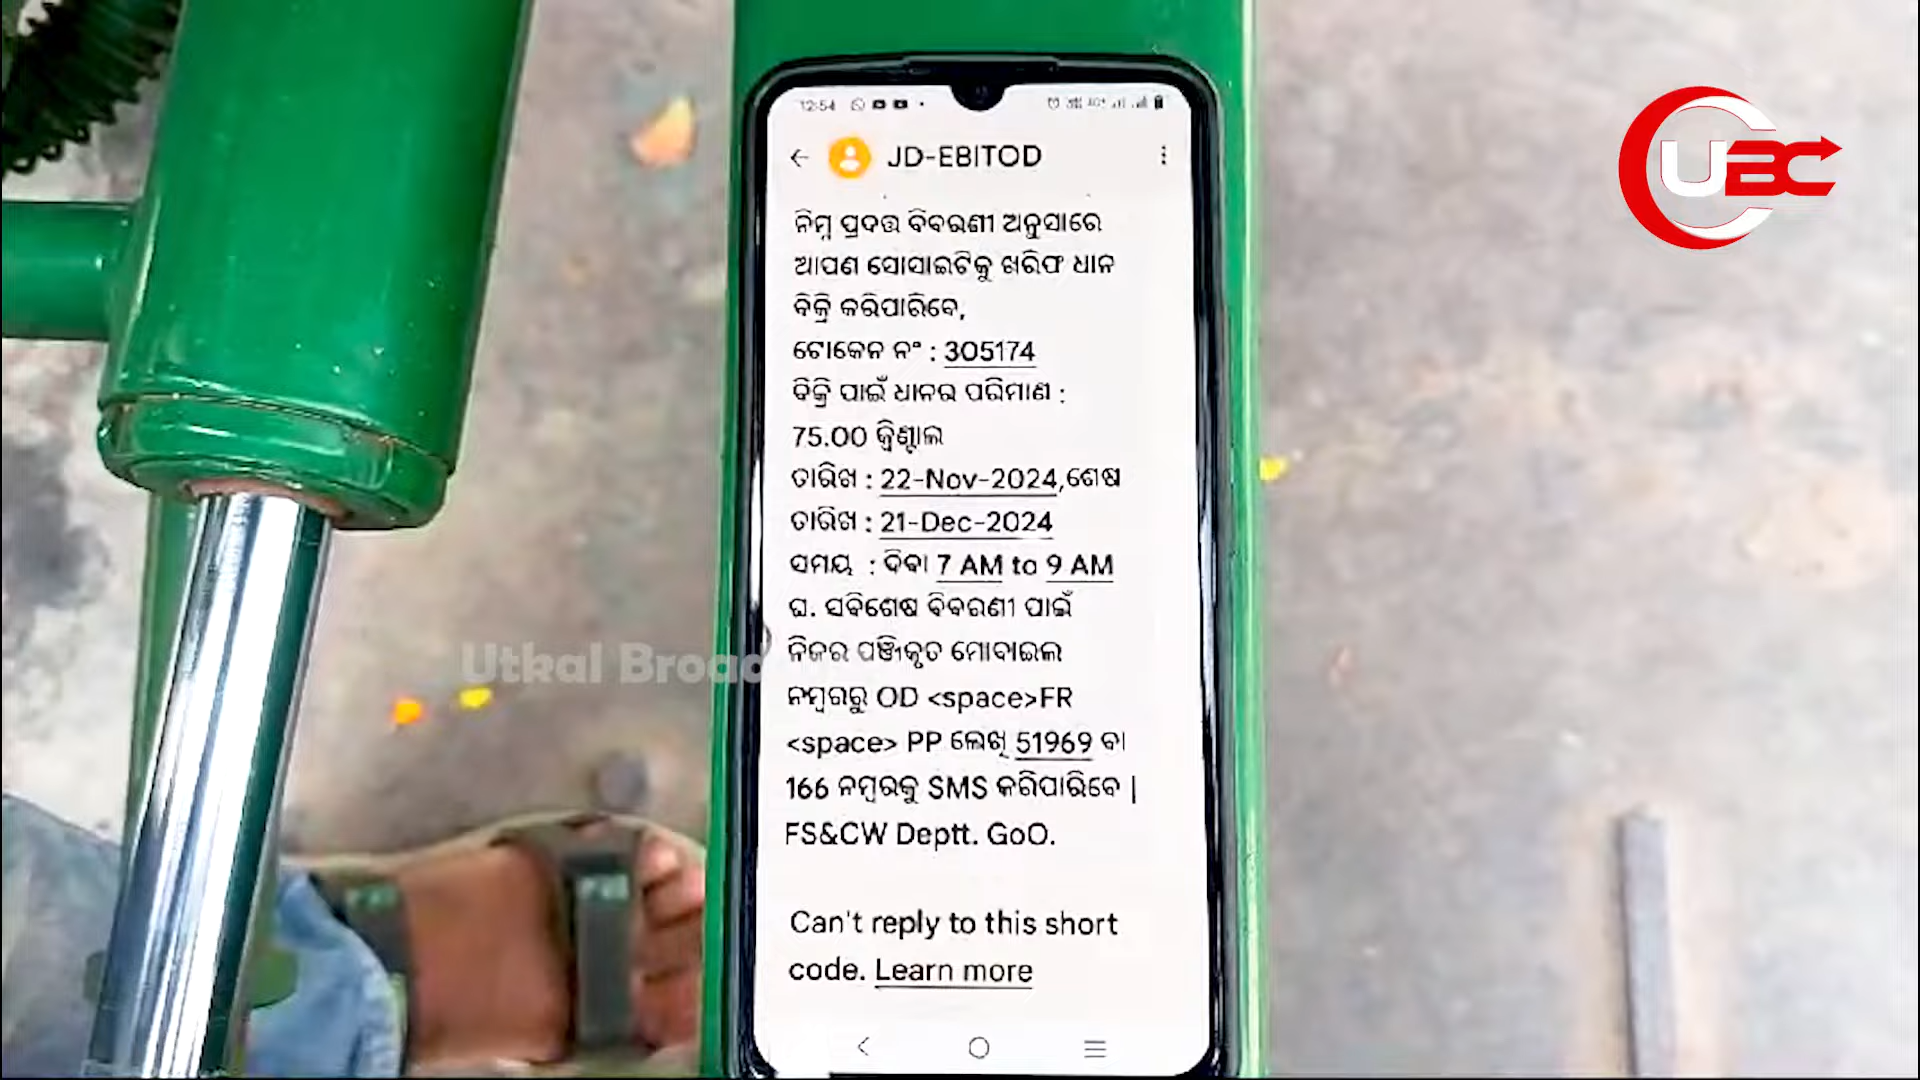 UBC
12:54
JD-EBITOD
ନିମ୍ନ ପ୍ରଦତ୍ତ ବିବରଣୀ ଅନୁସାରେ
ଆପଣ ସୋସାଇଟିକୁ ଖରିଫ ଧାନ
ବିକ୍ରି କରିପାରିବେ,
ଟୋକେନ ନଂ : 305174
ବିକ୍ରି ପାଇଁ ଧାନର ପରିମାଣ :
75.00 କ୍ୱିଣ୍ଟାଲ
ତାରିଖ : 22-Nov-2024,ଶେଷ
ତାରିଖ : 21-Dec-2024
ସମୟ : ଦିବା 7 AM to 9 AM
ଘ. ସବିଶେଷ ବିବରଣୀ ପାଇଁ
ନିଜର ପଞ୍ଜିକୃତ ମୋବାଇଲ
ନମ୍ବରରୁ OD <space>FR
<space> PP ଲେଖି 51969 ବା
166 ନମ୍ବରକୁ SMS କରିପାରିବେ |
FS&CW Deptt. GoO.
Can't reply to this short
code. Learn more
Utkal